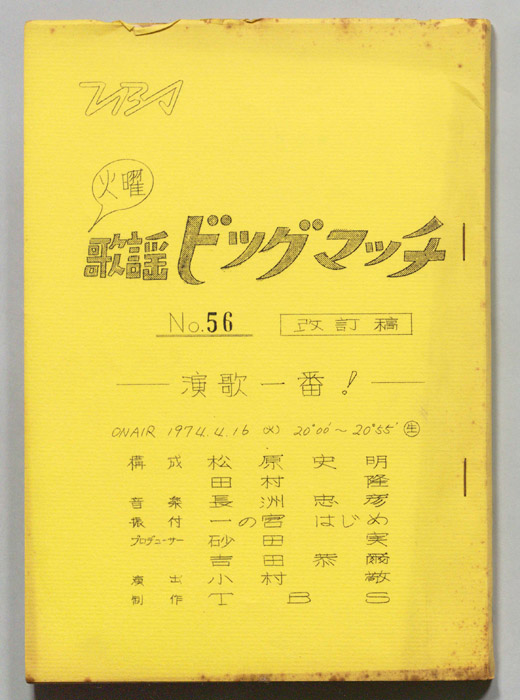 TBS
火曜
歌謡ビッグマッチ
No.56 改訂稿
演歌一番!
ON AIR 1974.4.16 (火) 20°00'~20°55' 生
構成 松原史明
田村隆
音楽 長洲忠彦
振付 一の宮はじめ
プロデューサー 砂田実
吉田恭爾
演出 小村敬
制作 TBS